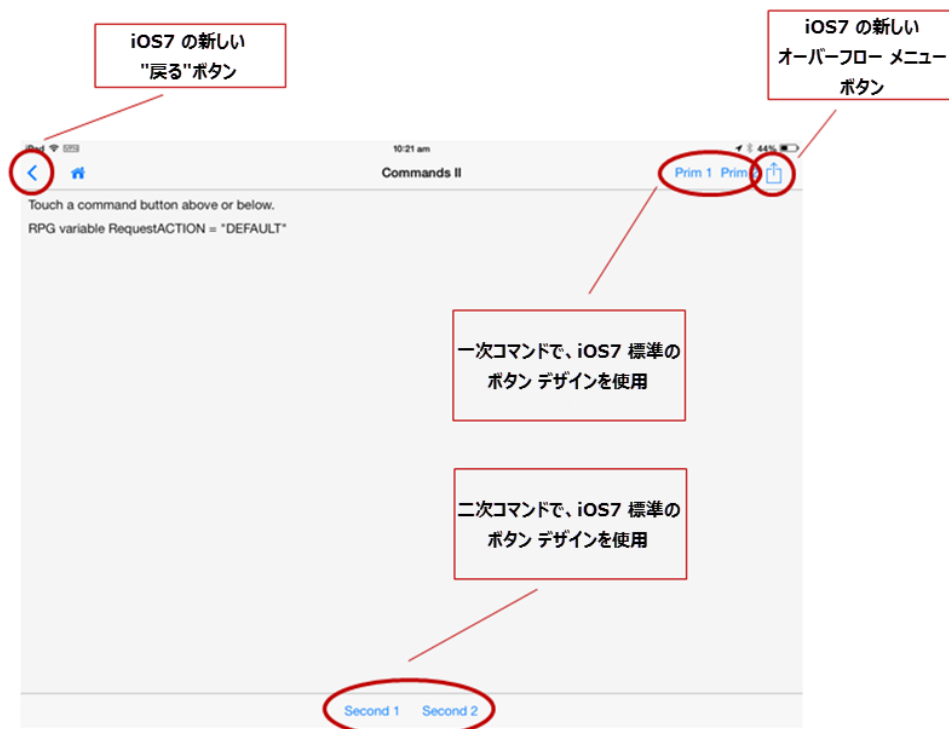 iOS7 の新しい
"戻る"ボタン
iOS7 の新しい
オーバーフロー メニュー
ボタン
iPad
10:21 am
44%
Commands II
Prim 1 Prim
Touch a command button above or below.
RPG variable RequestACTION = "DEFAULT"
一次コマンドで、iOS7 標準の
ボタン デザインを使用
二次コマンドで、iOS7 標準の
ボタン デザインを使用
Second 1 Second 2